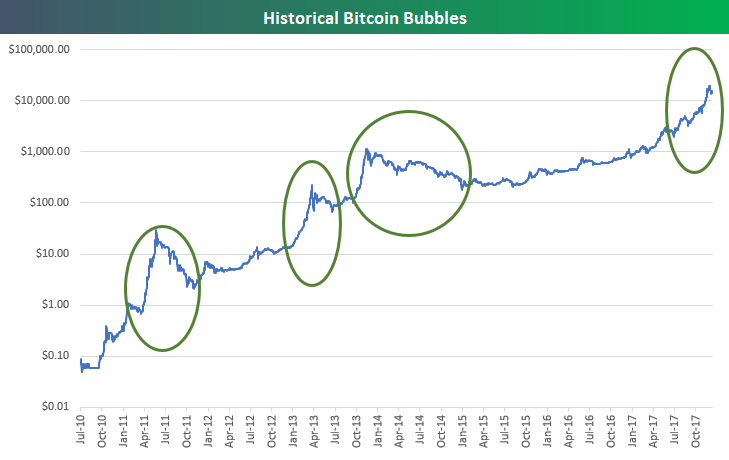 Historical Bitcoin Bubbles
$100,000.00
$10,000.00
$1,000.00
$100.00
$10.00
$1.00
$0.10
$0.01
Jul-10
Oct-10
Jan-11
Apr-11
Jul-11
Oct-11
Jan-12
Apr-12
Jul-12
Oct-12
Jan-13
Apr-13
Jul-13
Oct-13
Jan-14
Apr-14
Jul-14
Oct-14
Jan-15
Apr-15
Jul-15
Oct-15
Jan-16
Apr-16
Jul-16
Oct-16
Jan-17
Apr-17
Jul-17
Oct-17